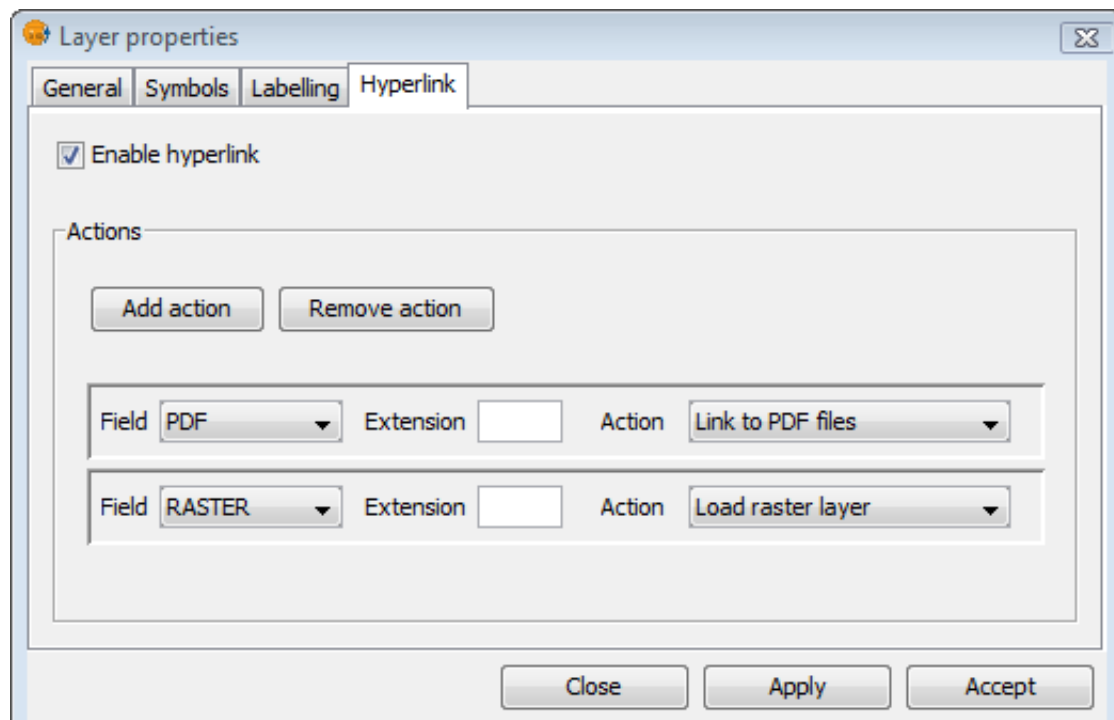 Layer properties
General Symbols Labelling Hyperlink
Enable hyperlink
Actions
Add action Remove action
Field PDF Extension Action Link to PDF files
Field RASTER Extension Action Load raster layer
Close Apply Accept